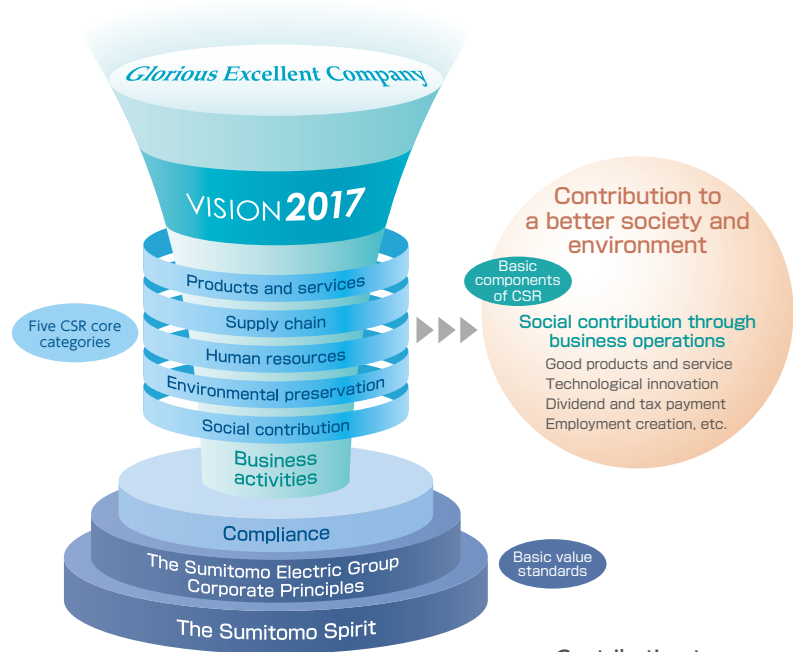 Glorious Excellent Company
VISION 2017
Products and services
Supply chain
Human resources
Environmental preservation
Social contribution
Business
activities
Compliance
The Sumitomo Electric Group
Corporate Principles
The Sumitomo Spirit
Five CSR core
categories
Basic value
standards
Contribution to
a better society and
environment
Basic
components
of CSR
Social contribution through
business operations
Good products and service
Technological innovation
Dividend and tax payment
Employment creation, etc.